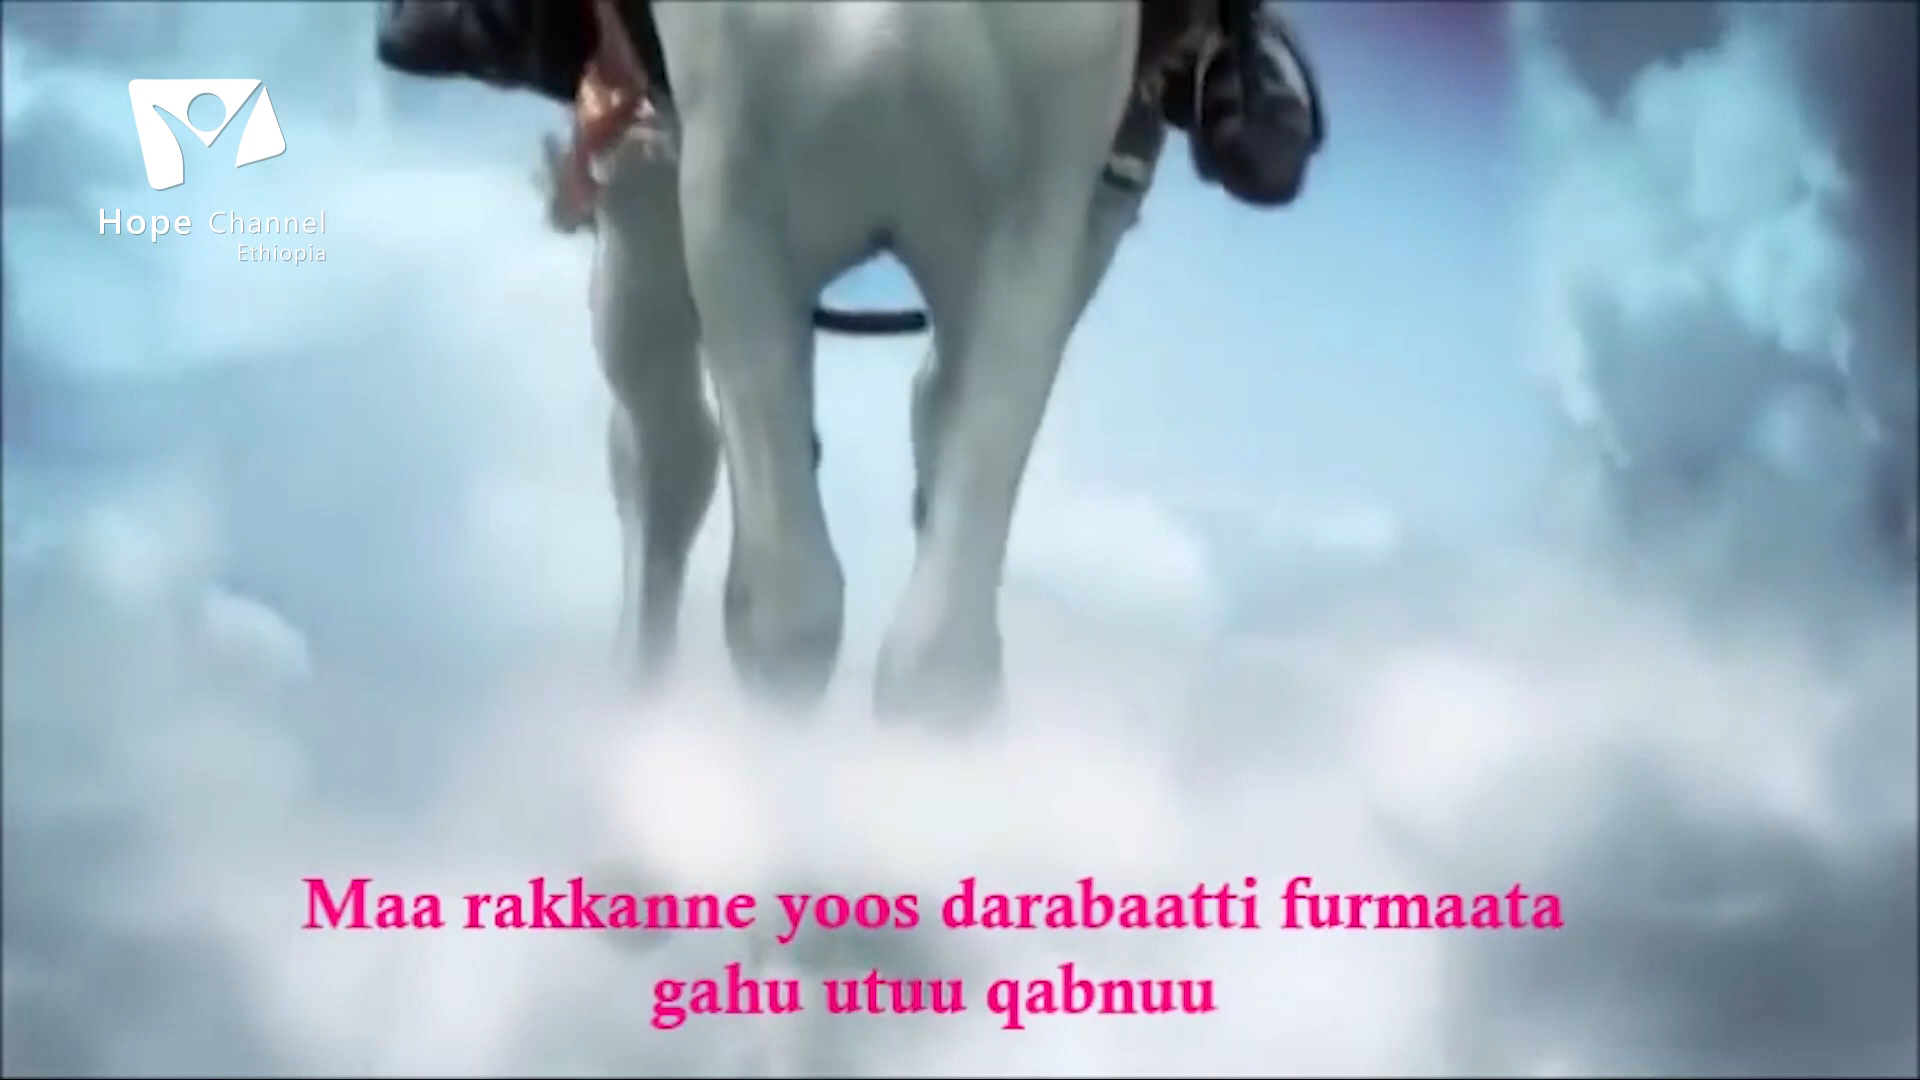 Hope Channel
Ethiopia
Maa rakkanne yoos darabaatti furmaata
gahu utuu qabnuu